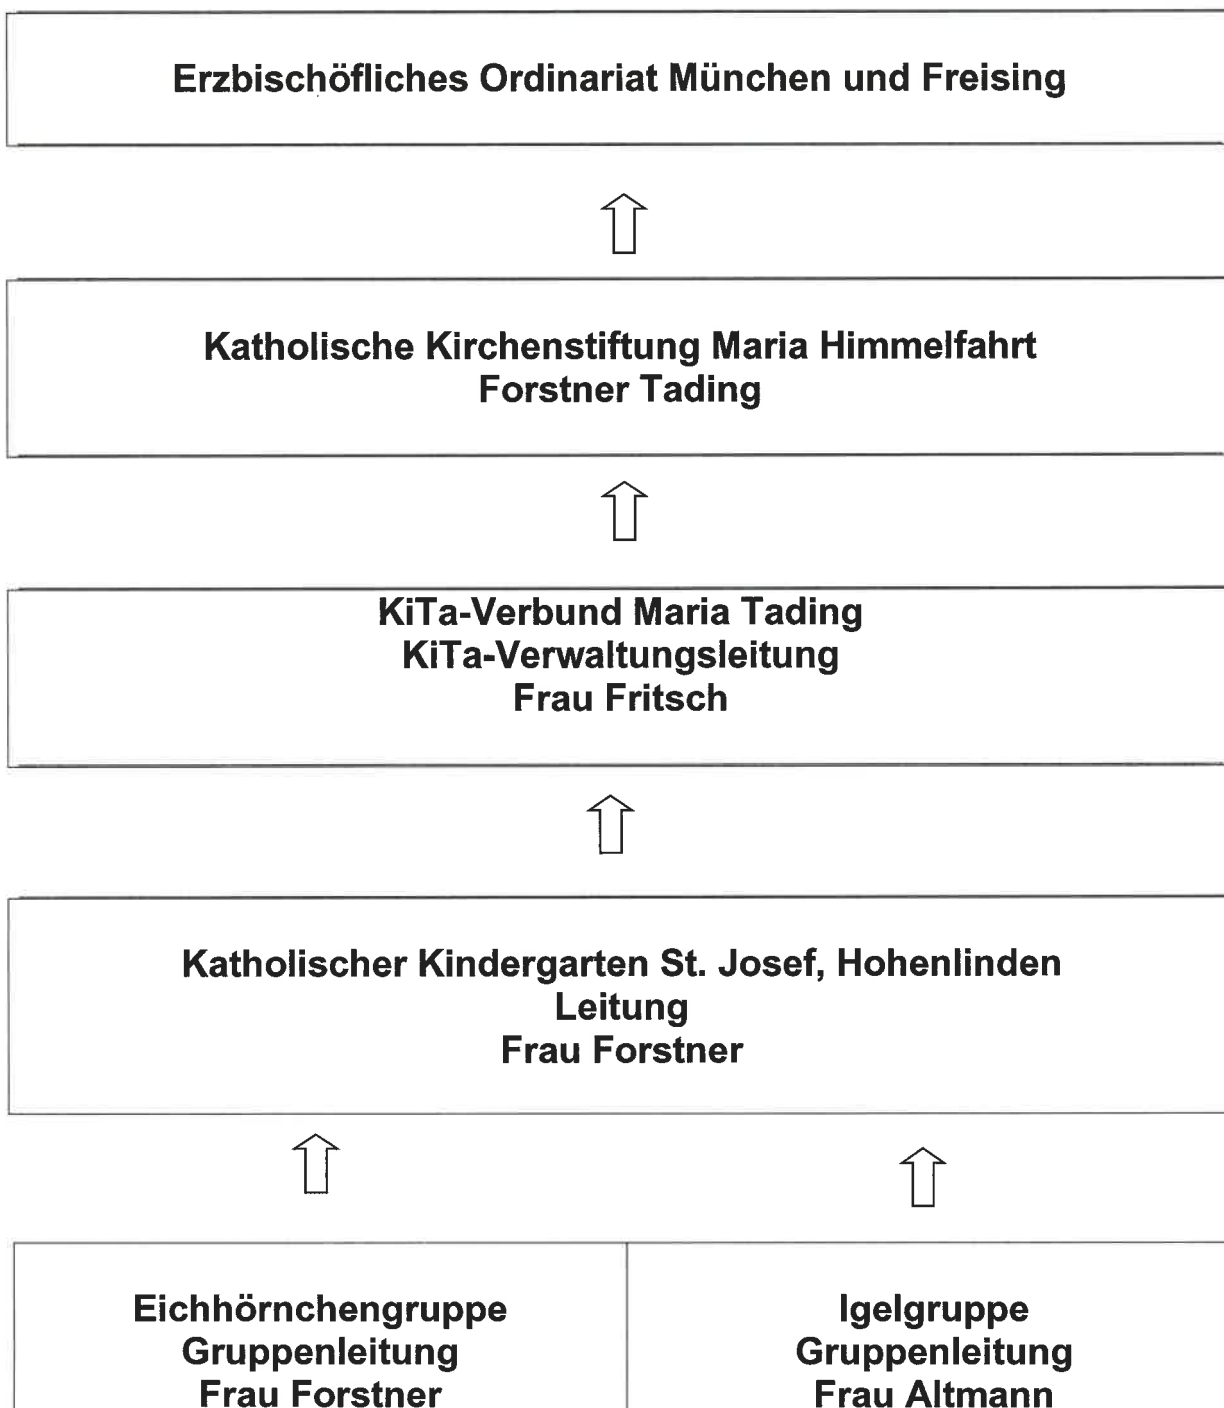 Erzbischöfliches Ordinariat München und Freising
Katholische Kirchenstiftung Maria Himmelfahrt
Forstner Tading
KiTa-Verbund Maria Tading
KiTa-Verwaltungsleitung
Frau Fritsch
Katholischer Kindergarten St. Josef, Hohenlinden
Leitung
Frau Forstner
Eichhörnchengruppe
Gruppenleitung
Frau Forstner
Igelgruppe
Gruppenleitung
Frau Altmann